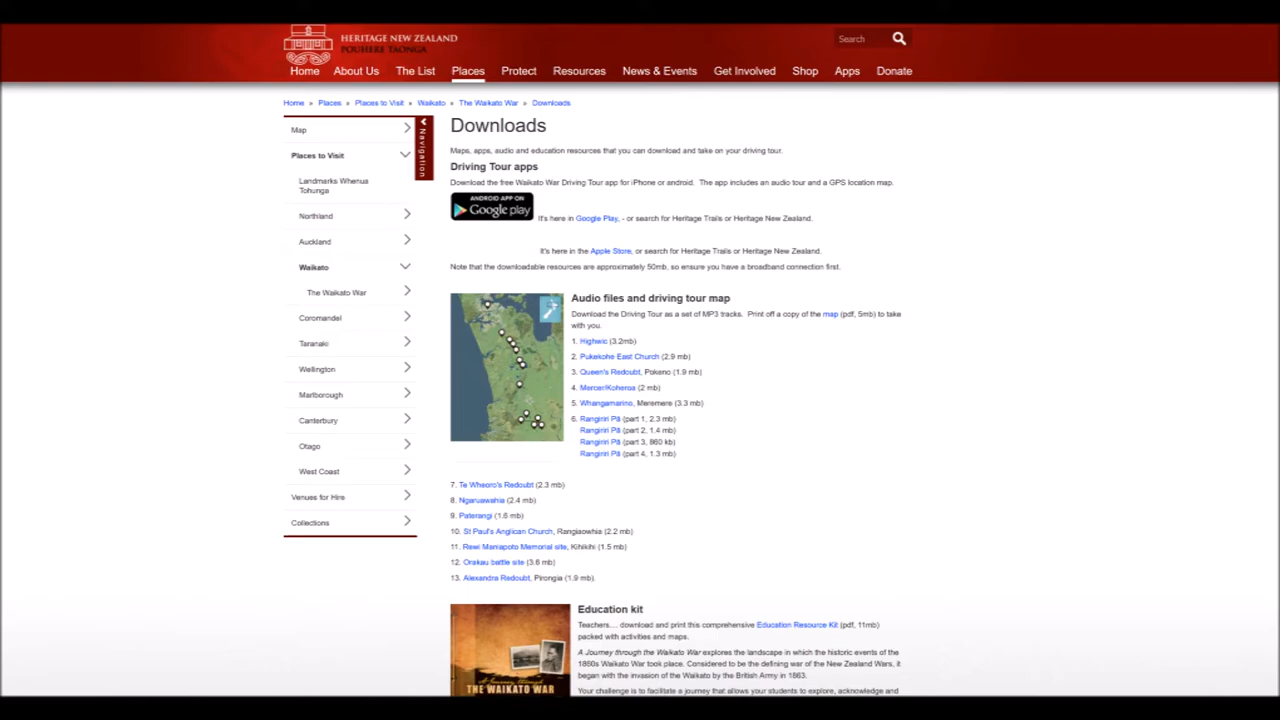 HERITAGE NEW ZEALAND
POUHERE TAONGA
Search
Home About Us The List Places Protect Resources News & Events Get Involved Shop Apps Donate
Home » Places » Places to Visit » Waikato » The Waikato War » Downloads
Map
Places to Visit
Landmarks Whenua
Tohunga
Northland
Auckland
Waikato
The Waikato War
Coromandel
Taranaki
Wellington
Marlborough
Canterbury
Otago
West Coast
Venues for Hire
Collections
Navigation
Downloads
Maps, apps, audio and education resources that you can download and take on your driving tour.
Driving Tour apps
Download the free Waikato War Driving Tour app for iPhone or android. The app includes an audio tour and a GPS location map.
ANDROID APP ON
Google play
It's here in Google Play, - or search for Heritage Trails or Heritage New Zealand.
It's here in the Apple Store, or search for Heritage Trails or Heritage New Zealand.
Note that the downloadable resources are approximately 50mb, so ensure you have a broadband connection first.
Audio files and driving tour map
Download the Driving Tour as a set of MP3 tracks. Print off a copy of the map (pdf, 5mb) to take
with you.
1. Highwic (3.2mb)
2. Pukekohe East Church (2.9 mb)
3. Queen's Redoubt, Pokeno (1.9 mb)
4. Mercer/Koheroa (2 mb)
5. Whangamarino, Meremere (3.3 mb)
6. Rangiriri Pā (part 1, 2.3 mb)
Rangiriri Pā (part 2, 1.4 mb)
Rangiriri Pā (part 3, 860 kb)
Rangiriri Pā (part 4, 1.3 mb)
7. Te Wheoro's Redoubt (2.3 mb)
8. Ngaruawahia (2.4 mb)
9. Paterangi (1.6 mb)
10. St Paul's Anglican Church, Rangiaowhia (2.2 mb)
11. Rewi Maniapoto Memorial site, Kihikihi (1.5 mb)
12. Orakau battle site (3.6 mb)
13. Alexandra Redoubt, Pirongia (1.9 mb).
A Journey through
THE WAIKATO WAR
Education kit
Teachers.... download and print this comprehensive Education Resource Kit (pdf, 11mb)
packed with activities and maps.
A Journey through the Waikato War explores the landscape in which the historic events of the
1860s Waikato War took place. Considered to be the defining war of the New Zealand Wars, it
began with the invasion of the Waikato by the British Army in 1863.
Your challenge is to facilitate a journey that allows your students to explore, acknowledge and